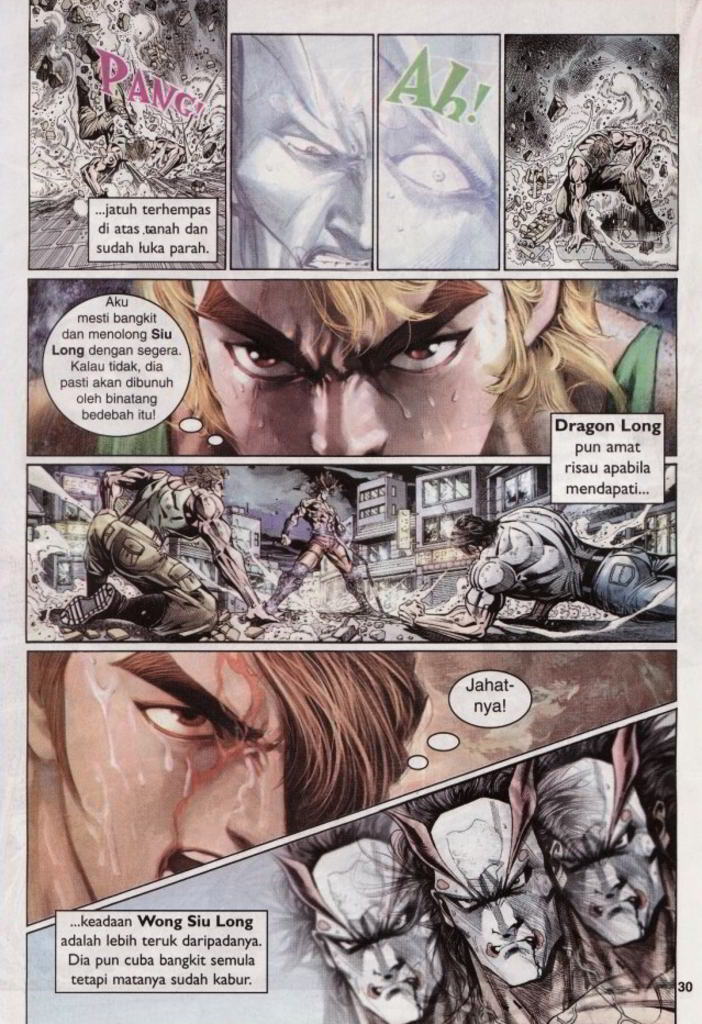 PANG!
Ah!
...jatuh terhempas
di atas tanah dan
sudah luka parah.
Aku
mesti bangkit
dan menolong Siu
Long dengan segera.
Kalau tidak, dia
pasti akan dibunuh
oleh binatang
bedebah itu!
Dragon Long
pun amat
risau apabila
mendapati...
Jahat-
nya!
...keadaan Wong Siu Long
adalah lebih teruk daripadanya.
Dia pun cuba bangkit semula
tetapi matanya sudah kabur.
30